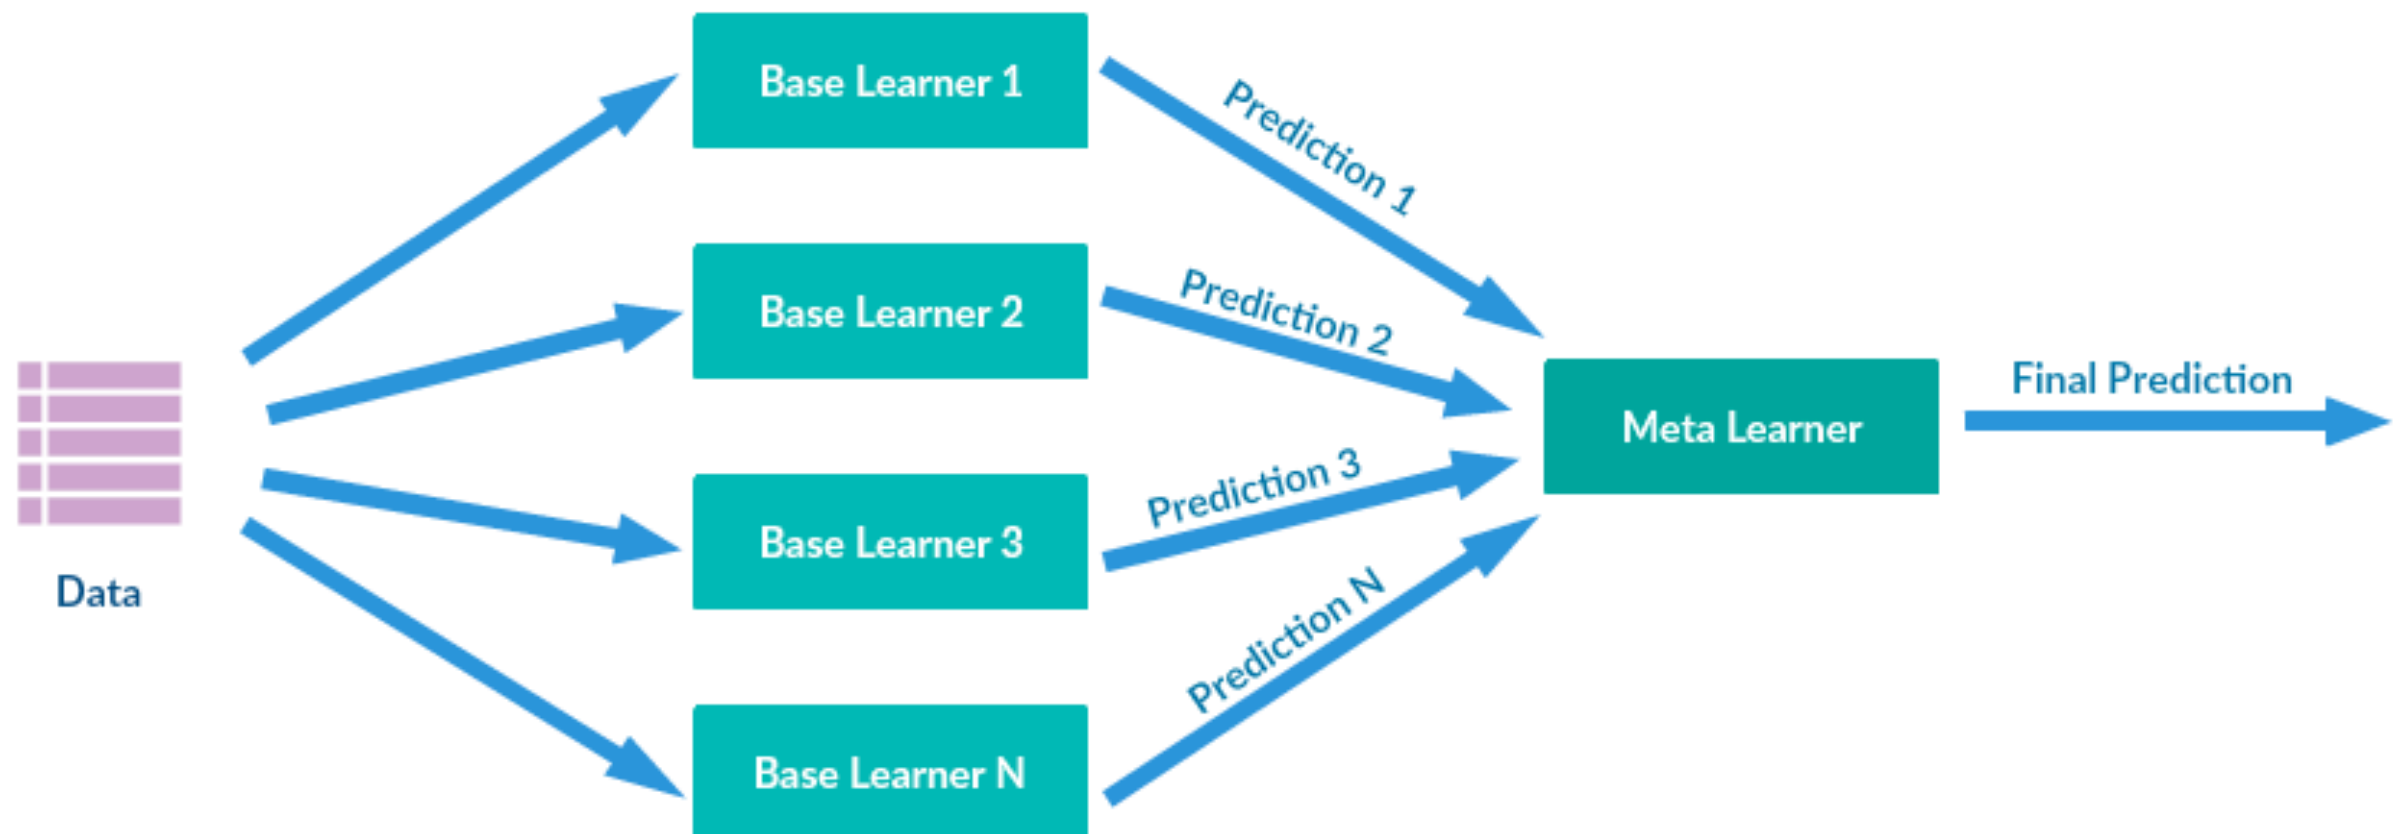 Base Learner 1
Prediction 1
Base Learner 2
Prediction 2
Data
Base Learner 3
Prediction 3
Base Learner N
Prediction N
Meta Learner
Final Prediction